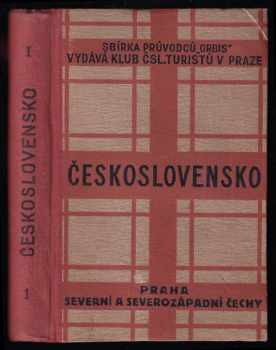 I
ČESKOSLOVENSKO
1
SBÍRKA PRŮVODCŮ „ORBIS"
VYDÁVÁ KLUB ČSL. TURISTŮ V PRAZE
ČESKOSLOVENSKO
PRAHA
SEVERNÍ A SEVEROZÁPADNÍ ČECHY